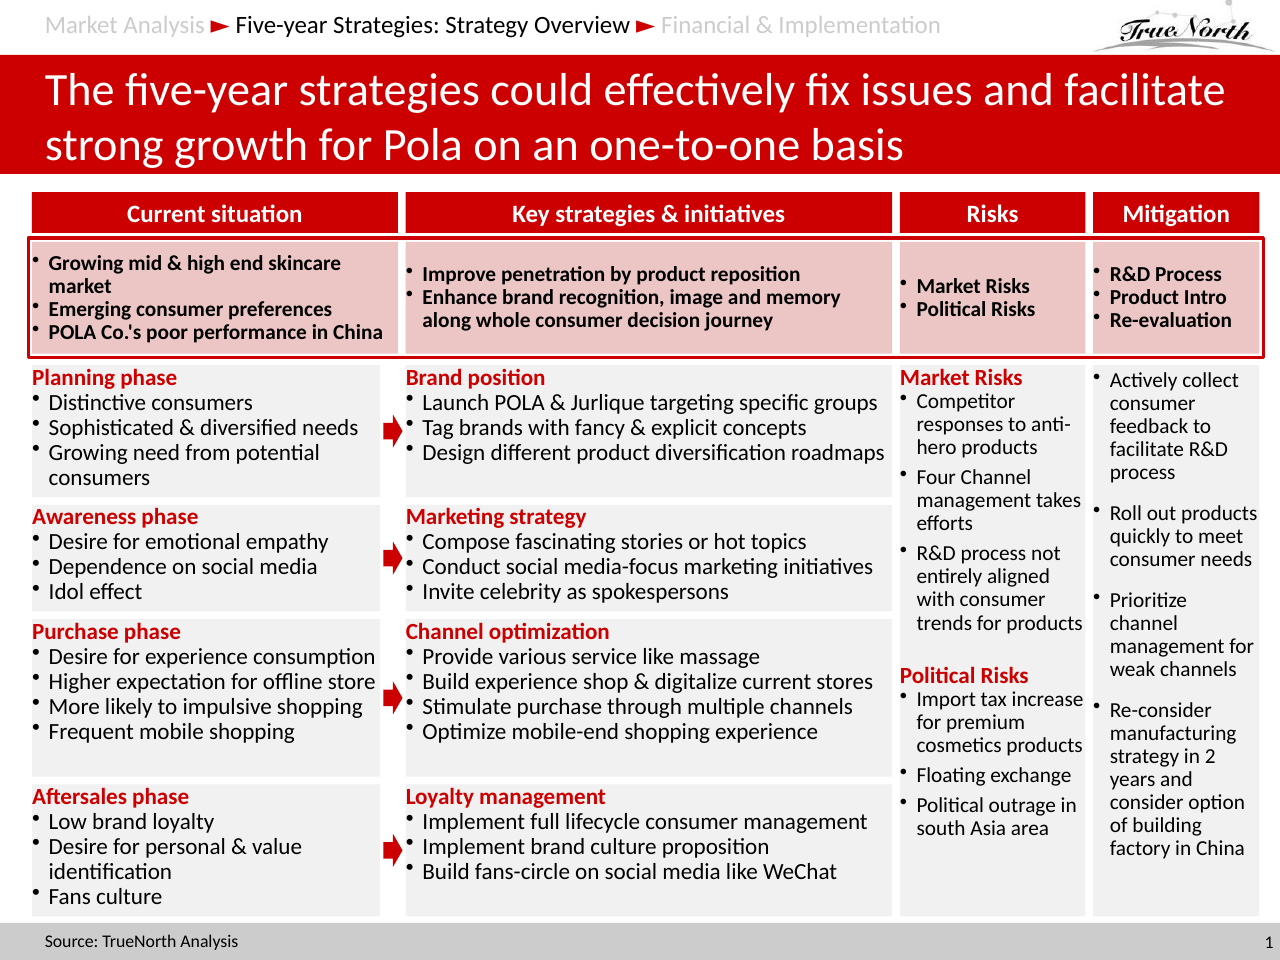 Market Analysis ► Five-year Strategies: Strategy Overview ► Financial & Implementation
TrueNorth
The five-year strategies could effectively fix issues and facilitate
strong growth for Pola on an one-to-one basis
Current situation
Key strategies & initiatives
Risks
Mitigation
• Growing mid & high end skincare
market
• Emerging consumer preferences
• POLA Co.'s poor performance in China
• Improve penetration by product reposition
• Enhance brand recognition, image and memory
along whole consumer decision journey
• Market Risks
• Political Risks
• R&D Process
• Product Intro
• Re-evaluation
Planning phase
• Distinctive consumers
• Sophisticated & diversified needs
• Growing need from potential
consumers
Brand position
• Launch POLA & Jurlique targeting specific groups
• Tag brands with fancy & explicit concepts
• Design different product diversification roadmaps
Awareness phase
• Desire for emotional empathy
• Dependence on social media
• Idol effect
Marketing strategy
• Compose fascinating stories or hot topics
• Conduct social media-focus marketing initiatives
• Invite celebrity as spokespersons
Purchase phase
• Desire for experience consumption
• Higher expectation for offline store
• More likely to impulsive shopping
• Frequent mobile shopping
Channel optimization
• Provide various service like massage
• Build experience shop & digitalize current stores
• Stimulate purchase through multiple channels
• Optimize mobile-end shopping experience
Aftersales phase
• Low brand loyalty
• Desire for personal & value
identification
• Fans culture
Loyalty management
• Implement full lifecycle consumer management
• Implement brand culture proposition
• Build fans-circle on social media like WeChat
Market Risks
• Competitor
responses to anti-
hero products
• Four Channel
management takes
efforts
• R&D process not
entirely aligned
with consumer
trends for products
Political Risks
• Import tax increase
for premium
cosmetics products
• Floating exchange
• Political outrage in
south Asia area
• Actively collect
consumer
feedback to
facilitate R&D
process
• Roll out products
quickly to meet
consumer needs
• Prioritize
channel
management for
weak channels
• Re-consider
manufacturing
strategy in 2
years and
consider option
of building
factory in China
Source: TrueNorth Analysis
1